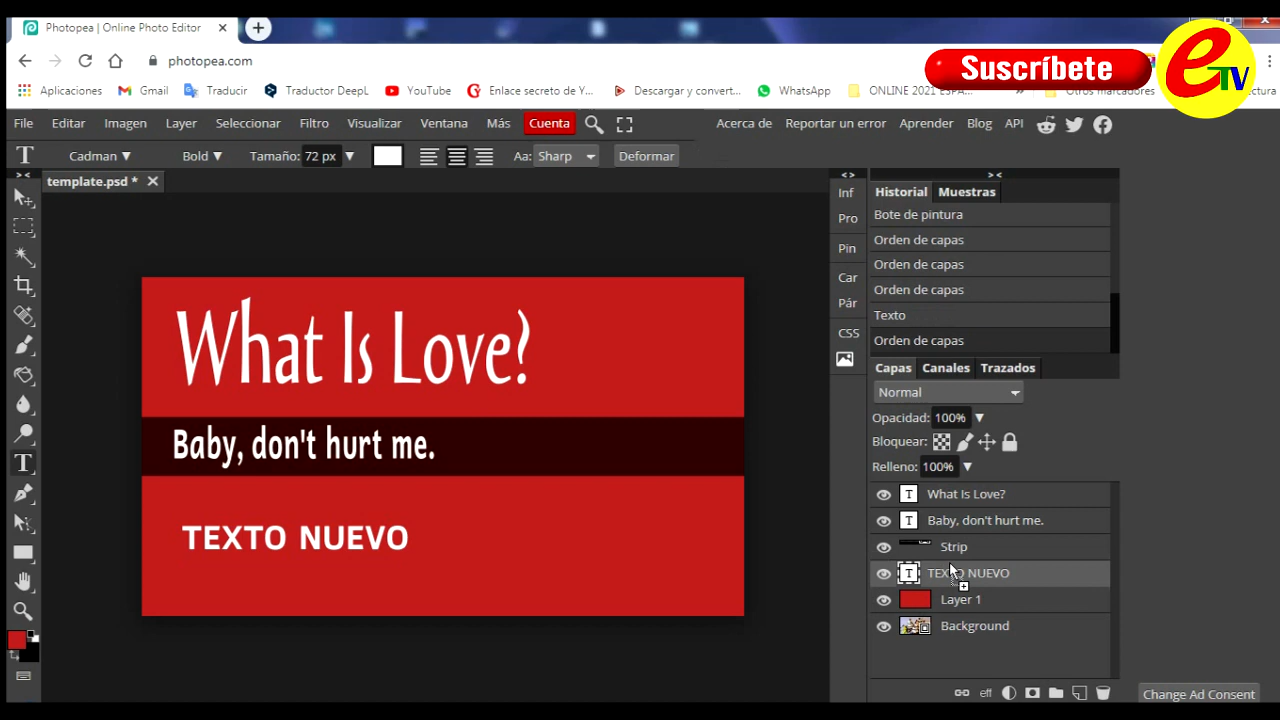 Photopea | Online Photo Editor
photopea.com
Suscríbete
e TV
Aplicaciones Gmail Traducir Traductor DeepL YouTube Enlace secreto de Y... Descargar y convert... WhatsApp ONLINE 2021 ESPA... » Otros marcadores
File Editar Imagen Layer Seleccionar Filtro Visualizar Ventana Más Cuenta Acerca de Reportar un error Aprender Blog API
T Cadman Bold Tamaño: 72 px Aa: Sharp Deformar
template.psd *
What Is Love?
Baby, don't hurt me.
TEXTO NUEVO
Inf
Pro
Pin
Car
Pár
CSS
Historial Muestras
Bote de pintura
Orden de capas
Orden de capas
Orden de capas
Texto
Orden de capas
Capas Canales Trazados
Normal
Opacidad: 100%
Bloquear:
Relleno: 100%
T What Is Love?
T Baby, don't hurt me.
Strip
T TEXTO NUEVO
Layer 1
Background
eff
Change Ad Consent